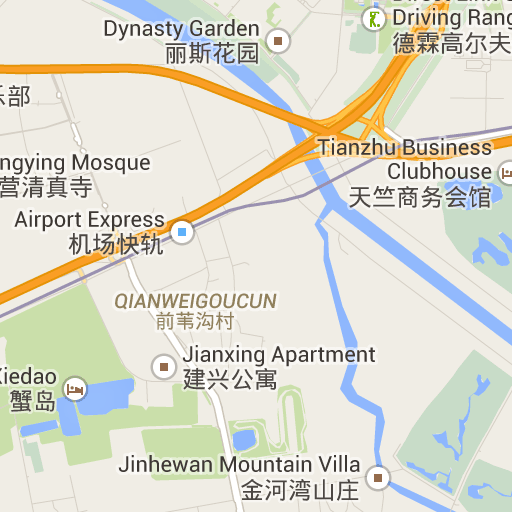 Dynasty Garden
丽斯花园
Driving Rang
德霖高尔夫
乐部
Tianzhu Business
Clubhouse
天竺商务会馆
ngying Mosque
营清真寺
Airport Express
机场快轨
QIANWEIGOUCUN
前苇沟村
Jianxing Apartment
建兴公寓
Xiedao
蟹岛
Jinhewan Mountain Villa
金河湾山庄